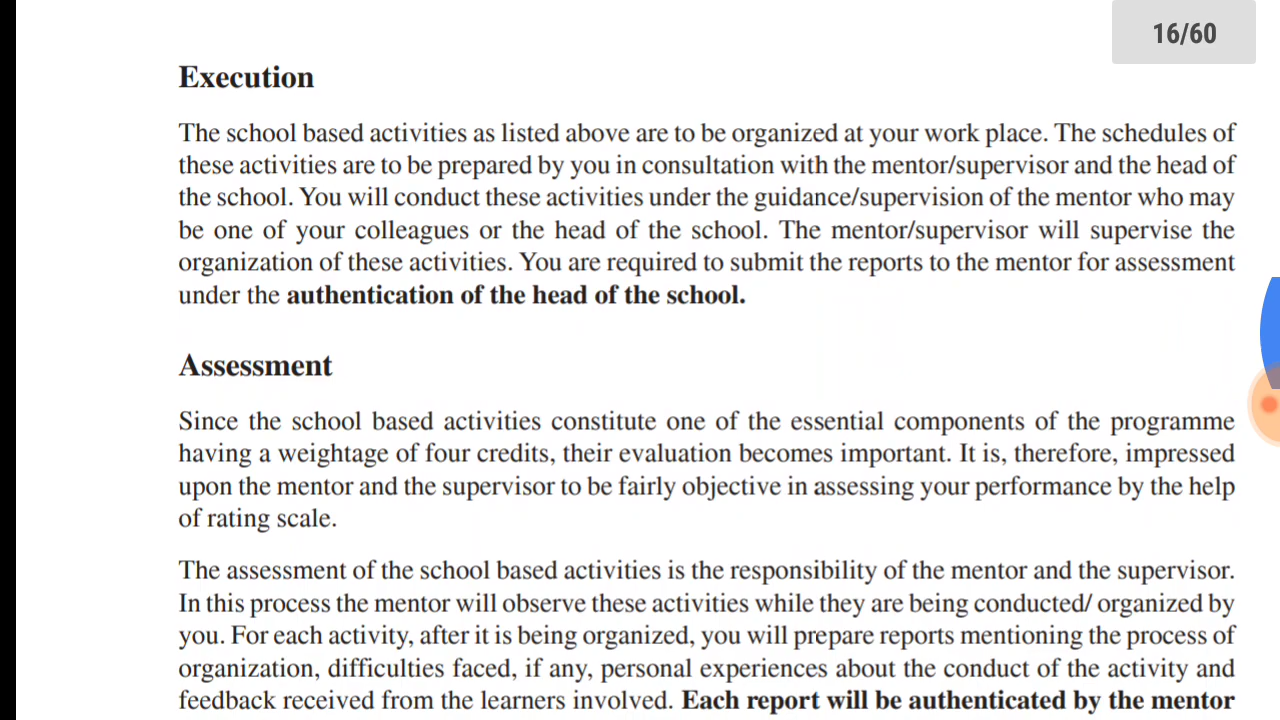 16/60
Execution
The school based activities as listed above are to be organized at your work place. The schedules of
these activities are to be prepared by you in consultation with the mentor/supervisor and the head of
the school. You will conduct these activities under the guidance/supervision of the mentor who may
be one of your colleagues or the head of the school. The mentor/supervisor will supervise the
organization of these activities. You are required to submit the reports to the mentor for assessment
under the authentication of the head of the school.
Assessment
Since the school based activities constitute one of the essential components of the programme
having a weightage of four credits, their evaluation becomes important. It is, therefore, impressed
upon the mentor and the supervisor to be fairly objective in assessing your performance by the help
of rating scale.
The assessment of the school based activities is the responsibility of the mentor and the supervisor.
In this process the mentor will observe these activities while they are being conducted/ organized by
you. For each activity, after it is being organized, you will prepare reports mentioning the process of
organization, difficulties faced, if any, personal experiences about the conduct of the activity and
feedback received from the learners involved. Each report will be authenticated by the mentor